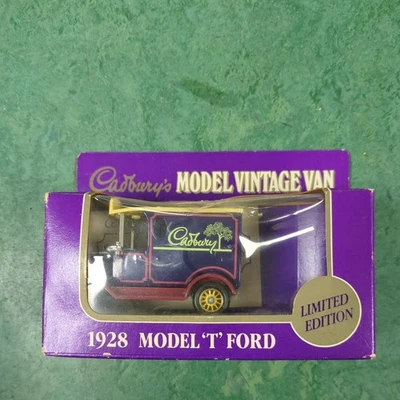 Cadbury's MODEL VINTAGE VAN
Cadbury
LIMITED
EDITION
1928 MODEL 'T' FORD